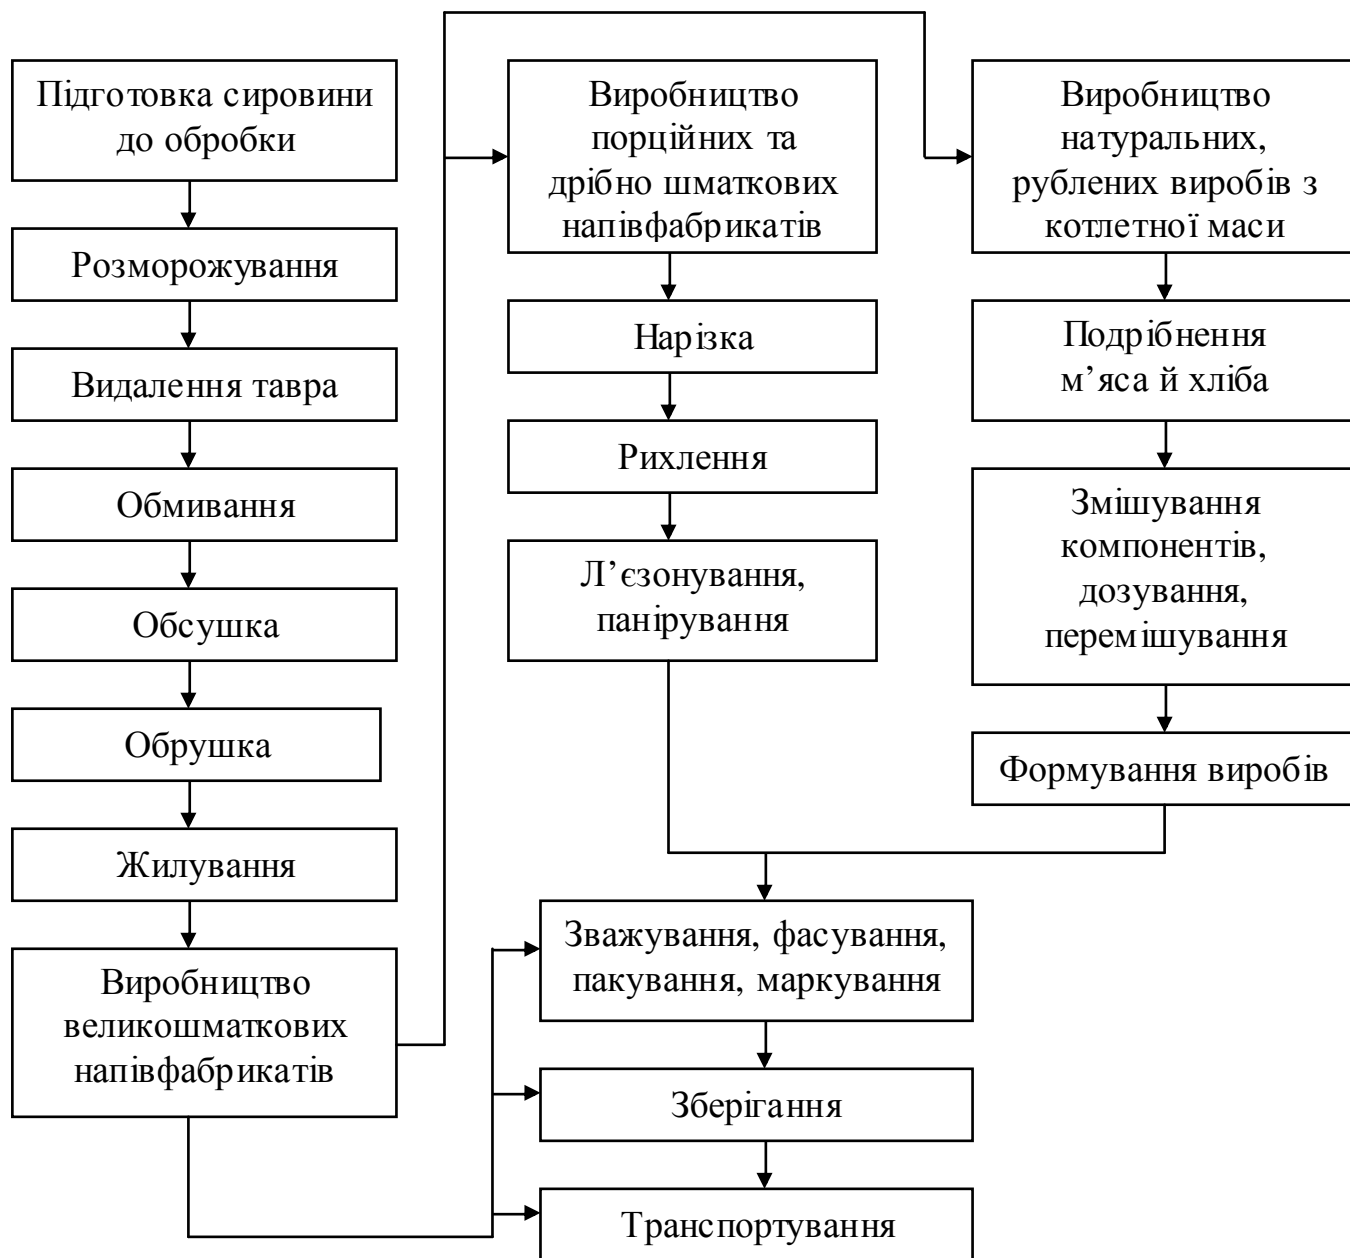 Підготовка сировини
до обробки
Розморожування
Видалення тавра
Обмивання
Обсушка
Обрушка
Жилування
Виробництво
великошматкових
напівфабрикатів
Виробництво
порційних та
дрібно шматкових
напівфабрикатів
Нарізка
Рихлення
Л’єзонування,
панірування
Виробництво
натуральних,
рублених виробів з
котлетної маси
Подрібнення
м’яса й хліба
Змішування
компонентів,
дозування,
перемішування
Формування виробів
Зважування, фасування,
пакування, маркування
Зберігання
Транспортування